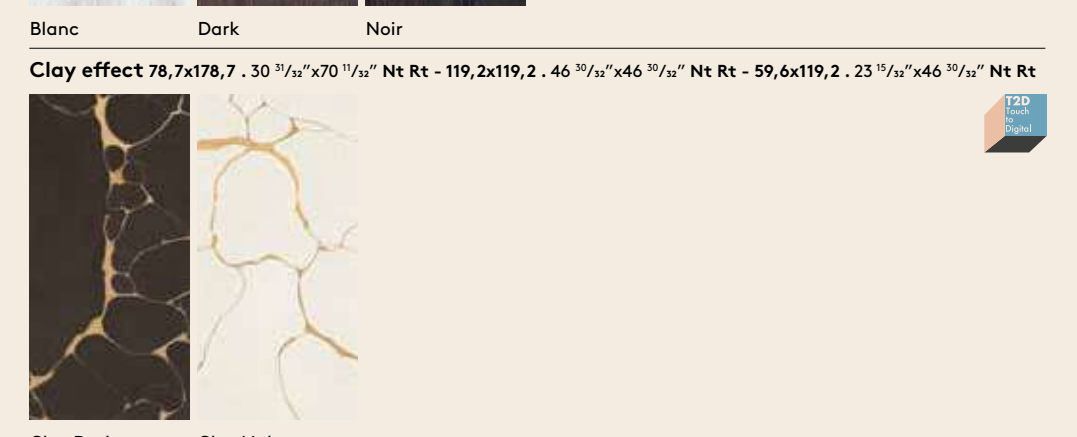 Blanc Dark Noir
Clay effect 78,7x178,7 . 30 ³¹/₃₂”x70 ¹¹/₃₂” Nt Rt - 119,2x119,2 . 46 ³⁰/₃₂”x46 ³⁰/₃₂” Nt Rt - 59,6x119,2 . 23 ¹⁵/₃₂”x46 ³⁰/₃₂” Nt Rt
T2D
Touch
to
Digital